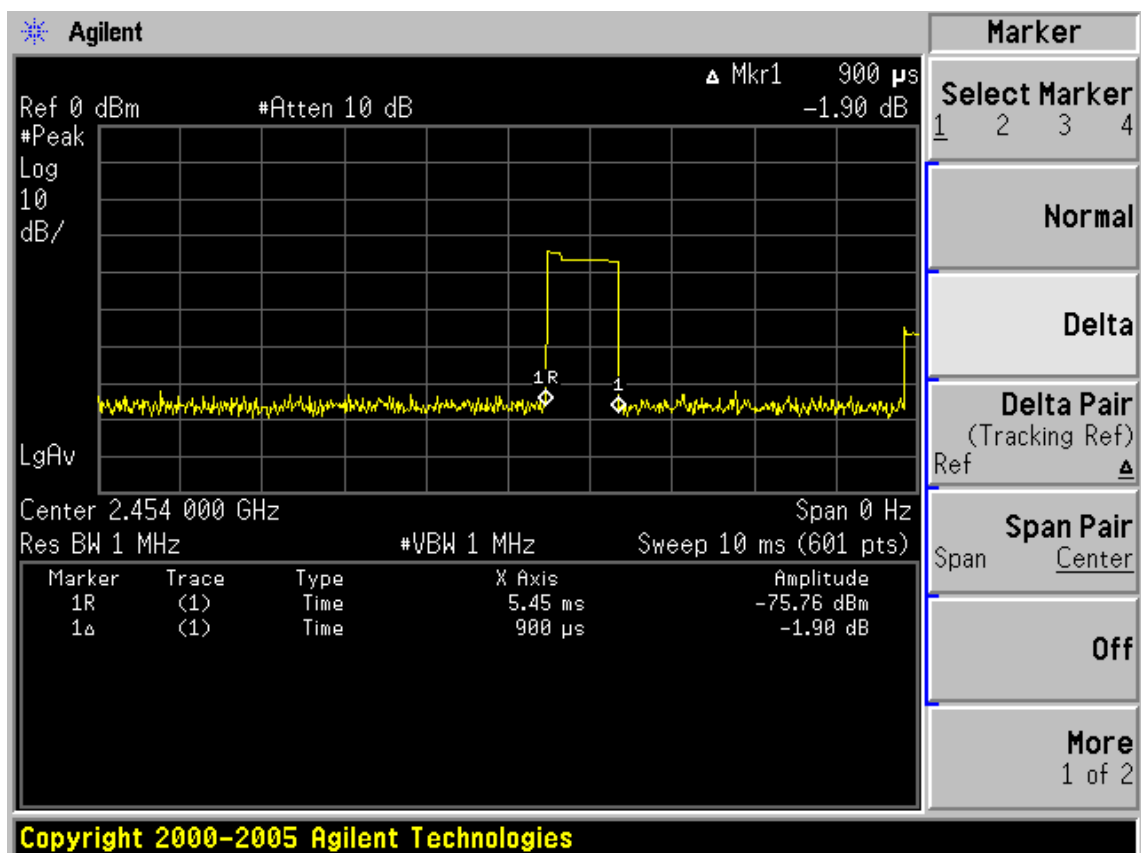 Agilent
Marker
Δ Mkr1 900 µs
Ref 0 dBm #Atten 10 dB -1.90 dB
#Peak
Log
10
dB/
1R
1
LgAv
Center 2.454 000 GHz Span 0 Hz
Res BW 1 MHz #VBW 1 MHz Sweep 10 ms (601 pts)
Marker Trace Type X Axis Amplitude
1R (1) Time 5.45 ms -75.76 dBm
1Δ (1) Time 900 µs -1.90 dB
Select Marker
1 2 3 4
Normal
Delta
Delta Pair
(Tracking Ref)
Ref Δ
Span Pair
Span Center
Off
More
1 of 2
Copyright 2000-2005 Agilent Technologies